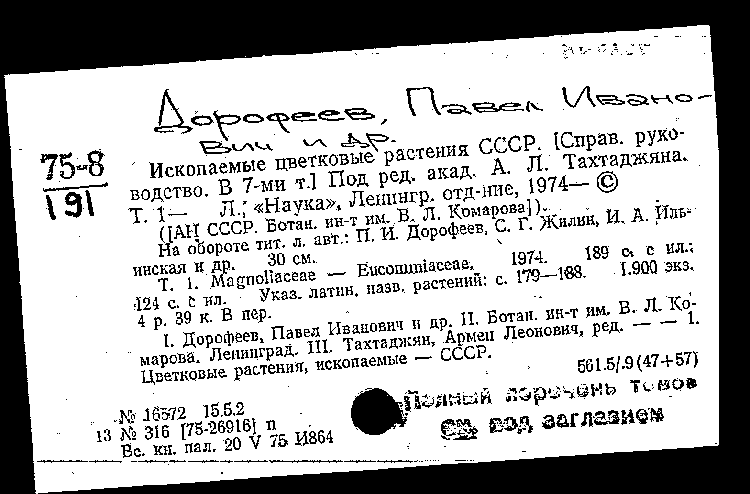 Дорофеев, Павел Ивано-
вич и др.
75-8
191
Ископаемые цветковые растения СССР. [Справ. руко-
водство. В 7-ми т.] Под ред. акад. А. Л. Тахтаджяна.
Т. 1— Л., «Наука», Ленингр. отд-ние, 1974— ©
([АН СССР. Ботан. ин-т им. В. Л. Комарова]).
На обороте тит. л. авт.: П. И. Дорофеев, С. Г. Жилин, И. А. Иль-
инская и др. 30 см.
Т. 1. Magnoliaceae — Eucommiaceae. 1974. 189 с. с ил.;
124 с. с ил. Указ. латин. назв. растений: с. 179—188. 1.900 экз.
4 р. 39 к. В пер.
I. Дорофеев, Павел Иванович и др. II. Ботан. ин-т им. В. Л. Ко-
марова. Ленинград. III. Тахтаджян, Армен Леонович, ред. — — 1.
Цветковые растения, ископаемые — СССР.
561.5/.9(47+57)
№ 16572 15.5.2
13 № 316 [75-26916] п
Вс. кн. пал. 20 V 75 И864
Полный перечень томов
см. под заглавием